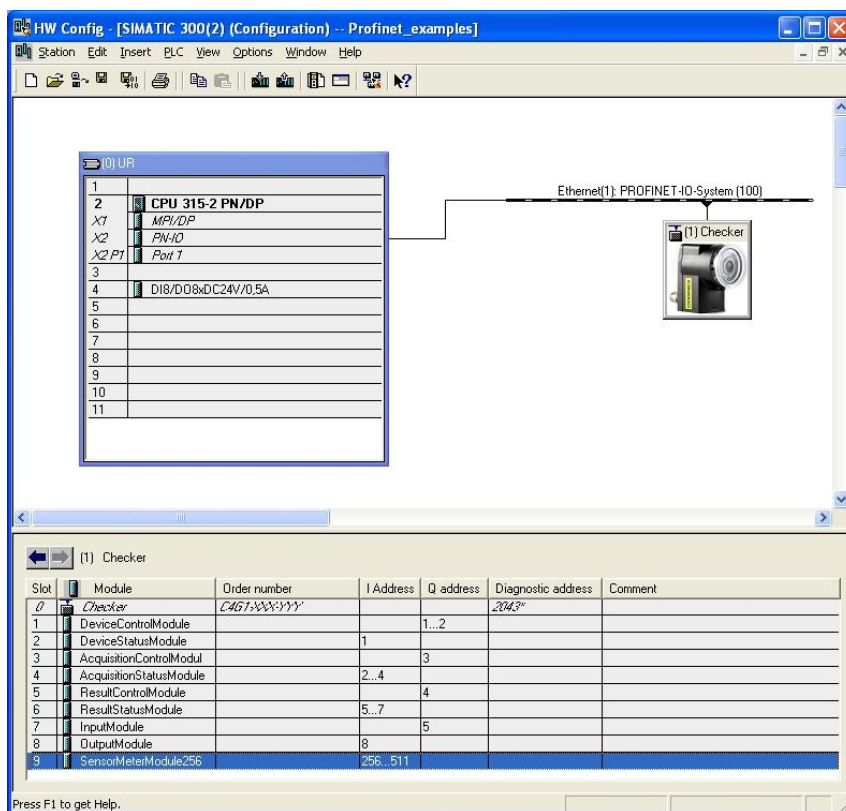 HW Config - [SIMATIC 300(2) (Configuration) -- Profinet_examples]
Station Edit Insert PLC View Options Window Help
(0) UR
1
2 CPU 315-2 PN/DP
X1 MPI/DP
X2 PN-IO
X2 P1 Port 1
3
4 DI8/DO8xDC24V/0,5A
5
6
7
8
9
10
11
Ethernet(1): PROFINET-IO-System (100)
(1) Checker
(1) Checker
Slot Module Order number I Address Q address Diagnostic address Comment
0 Checker C4G1-XXX-YYY 2043*
1 DeviceControlModule 1...2
2 DeviceStatusModule 1
3 AcquisitionControlModul 3
4 AcquisitionStatusModule 2...4
5 ResultControlModule 4
6 ResultStatusModule 5...7
7 InputModule 5
8 OutputModule 8
9 SensorMeterModule256 256...511
Press F1 to get Help.